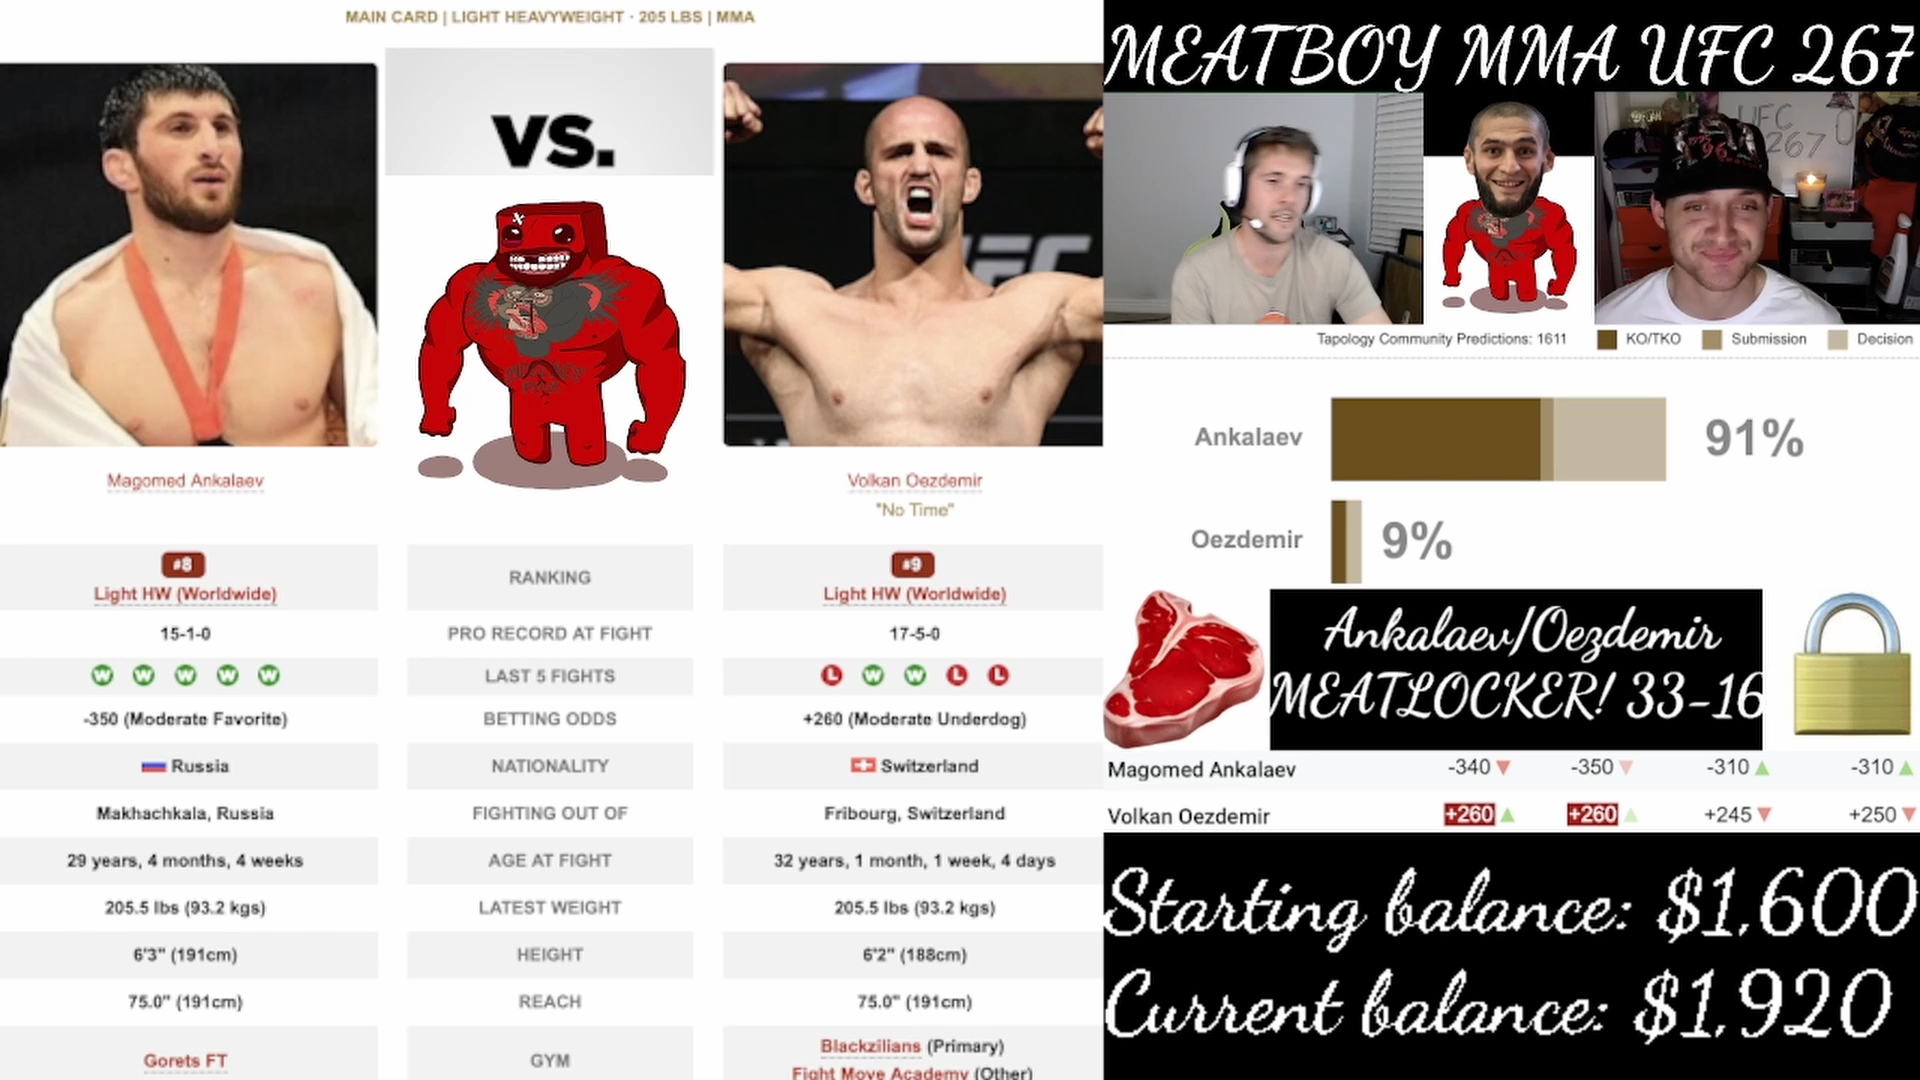 MAIN CARD | LIGHT HEAVYWEIGHT · 205 LBS | MMA
VS.
UFC
Magomed Ankalaev
Volkan Oezdemir
"No Time"
#8
Light HW (Worldwide)
RANKING
#9
Light HW (Worldwide)
15-1-0
PRO RECORD AT FIGHT
17-5-0
W W W W W
LAST 5 FIGHTS
L W W L L
-350 (Moderate Favorite)
BETTING ODDS
+260 (Moderate Underdog)
Russia
NATIONALITY
Switzerland
Makhachkala, Russia
FIGHTING OUT OF
Fribourg, Switzerland
29 years, 4 months, 4 weeks
AGE AT FIGHT
32 years, 1 month, 1 week, 4 days
205.5 lbs (93.2 kgs)
LATEST WEIGHT
205.5 lbs (93.2 kgs)
6'3" (191cm)
HEIGHT
6'2" (188cm)
75.0" (191cm)
REACH
75.0" (191cm)
Gorets FT
GYM
Blackzilians (Primary)
Fight Move Academy (Other)
MEATBOY MMA UFC 267
UFC
267
Tapology Community Predictions: 1611
KO/TKO
Submission
Decision
Ankalaev
91%
Oezdemir
9%
Ankalaev/Oezdemir
MEATLOCKER! 33-16
Magomed Ankalaev -340 -350 -310 -310
Volkan Oezdemir +260 +260 +245 +250
Starting balance: $1,600
Current balance: $1,920